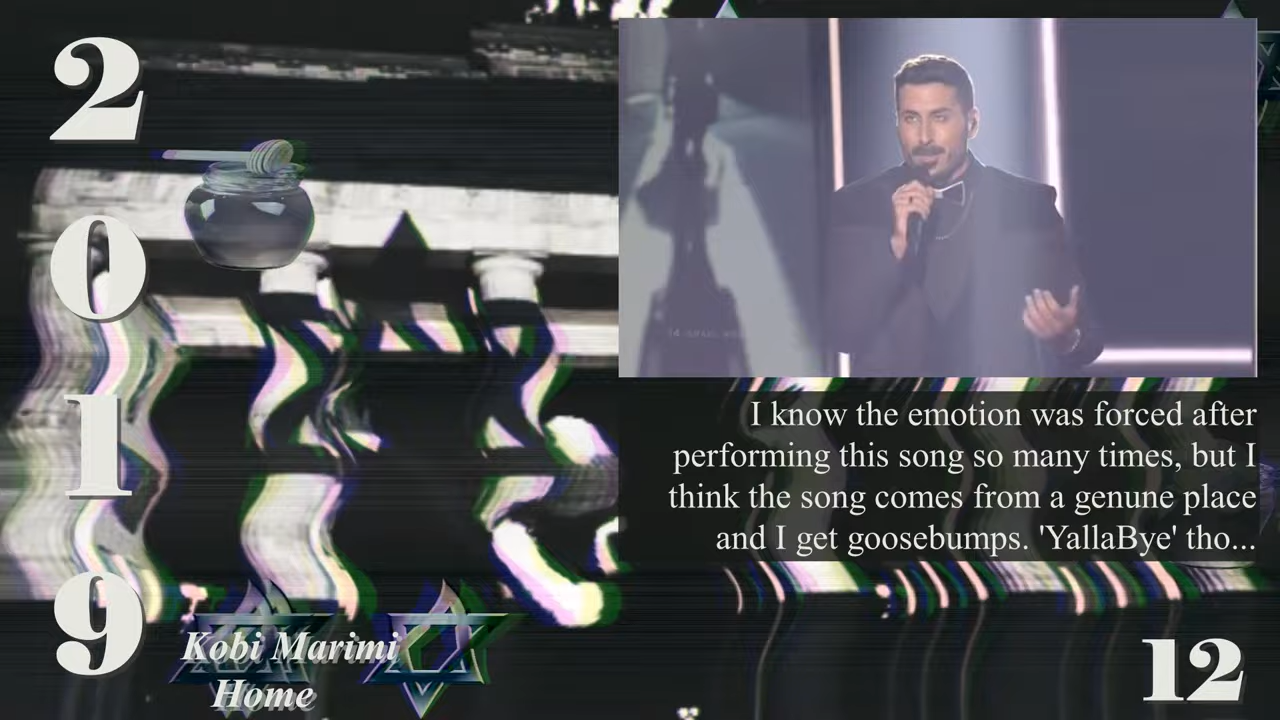 2
0
1
9
I know the emotion was forced after
performing this song so many times, but I
think the song comes from a genune place
and I get goosebumps. 'YallaBye' tho...
Kobi Marimi
Home
12